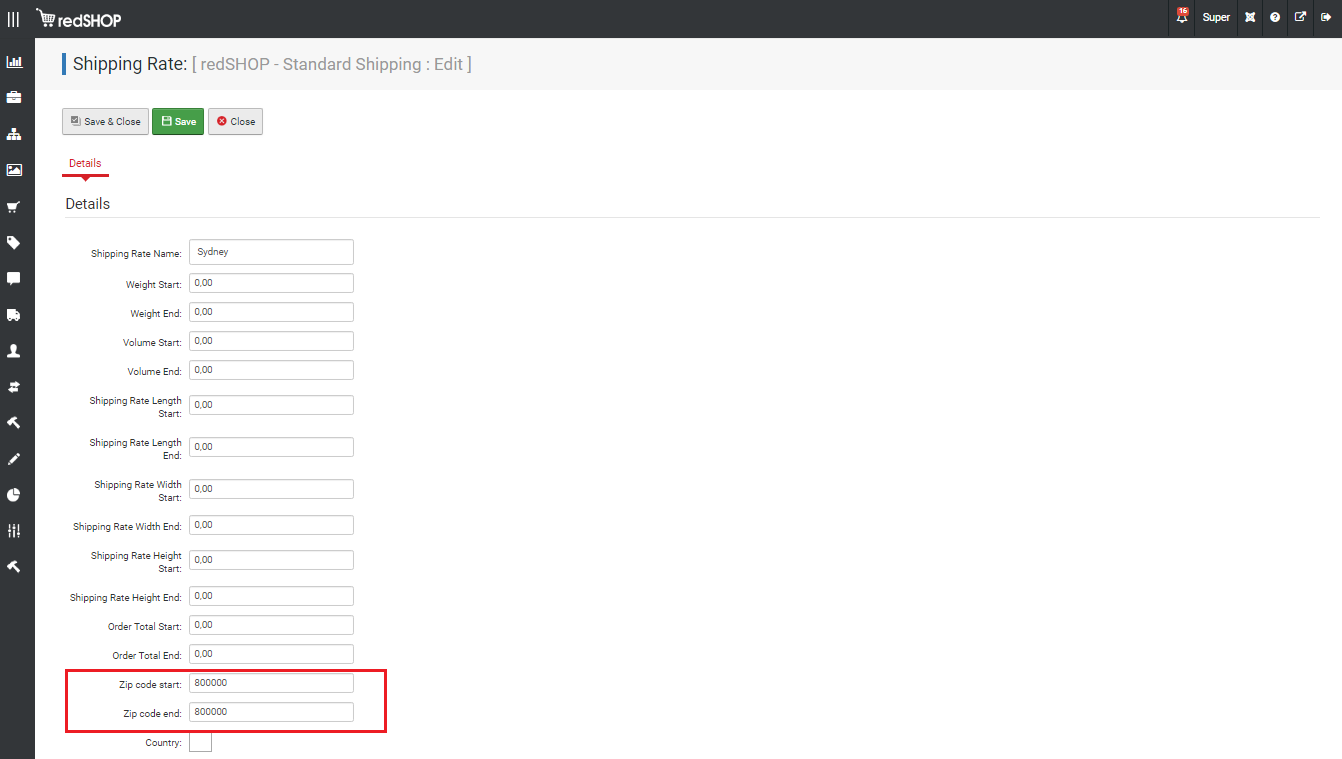 redSHOP
16
Super
Shipping Rate: [ redSHOP - Standard Shipping : Edit ]
Save & Close
Save
Close
Details
Details
Shipping Rate Name: Sydney
Weight Start: 0,00
Weight End: 0,00
Volume Start: 0,00
Volume End: 0,00
Shipping Rate Length
Start: 0,00
Shipping Rate Length
End: 0,00
Shipping Rate Width
Start: 0,00
Shipping Rate Width End: 0,00
Shipping Rate Height
Start: 0,00
Shipping Rate Height End: 0,00
Order Total Start: 0,00
Order Total End: 0,00
Zip code start: 800000
Zip code end: 800000
Country: